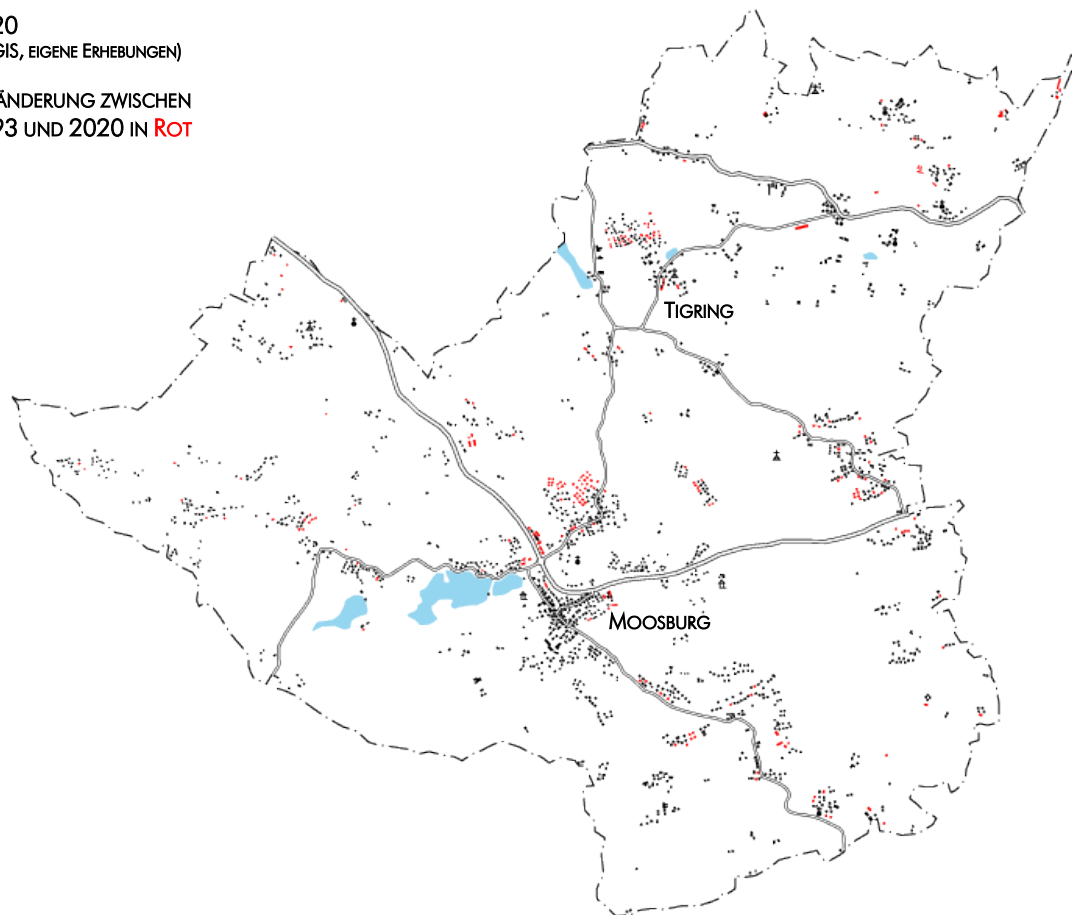 20
GIS, EIGENE ERHEBUNGEN)
ÄNDERUNG ZWISCHEN
93 UND 2020 IN ROT
TIGRING
MOOSBURG